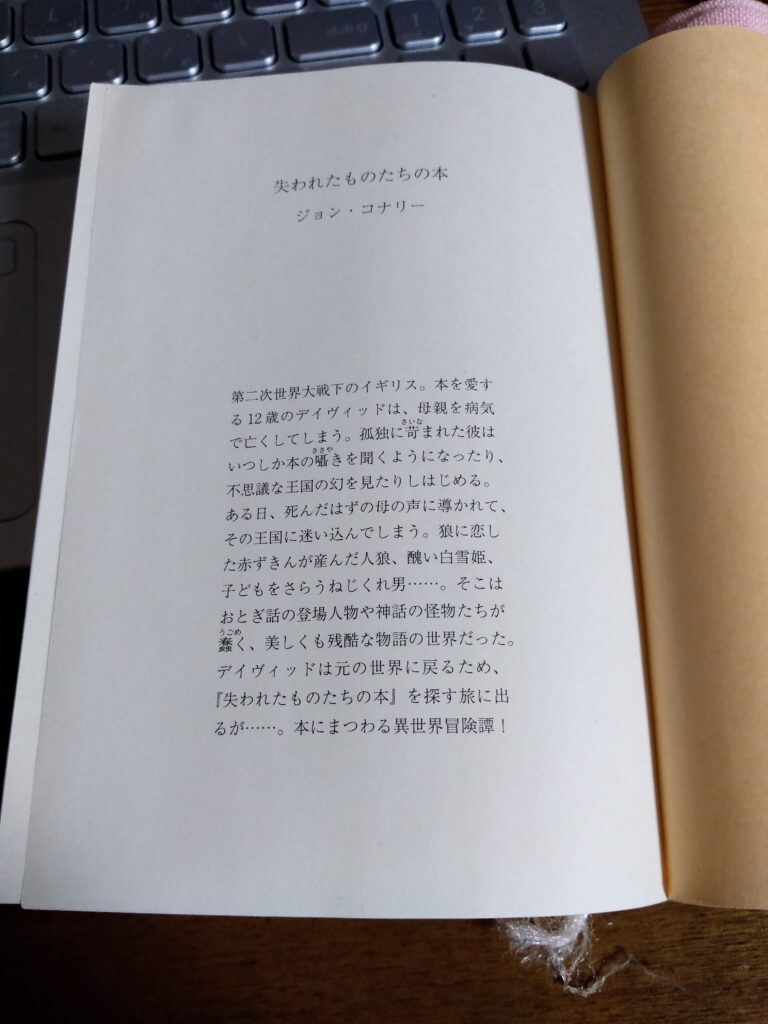 失われたものたちの本
ジョン・コナリー
第二次世界大戦下のイギリス。本を愛す
る12歳のデイヴィッドは、母親を病気
で亡くしてしまう。孤独に苛まれた彼は
いつしか本の囁きを聞くようになったり、
不思議な王国の幻を見たりしはじめる。
ある日、死んだはずの母の声に導かれて、
その王国に迷い込んでしまう。狼に恋し
た赤ずきんが産んだ人狼、醜い白雪姫、
子どもをさらうねじくれ男……。そこは
おとぎ話の登場人物や神話の怪物たちが
蠢く、美しくも残酷な物語の世界だった。
デイヴィッドは元の世界に戻るため、
『失われたものたちの本』を探す旅に出
るが……。本にまつわる異世界冒険譚！